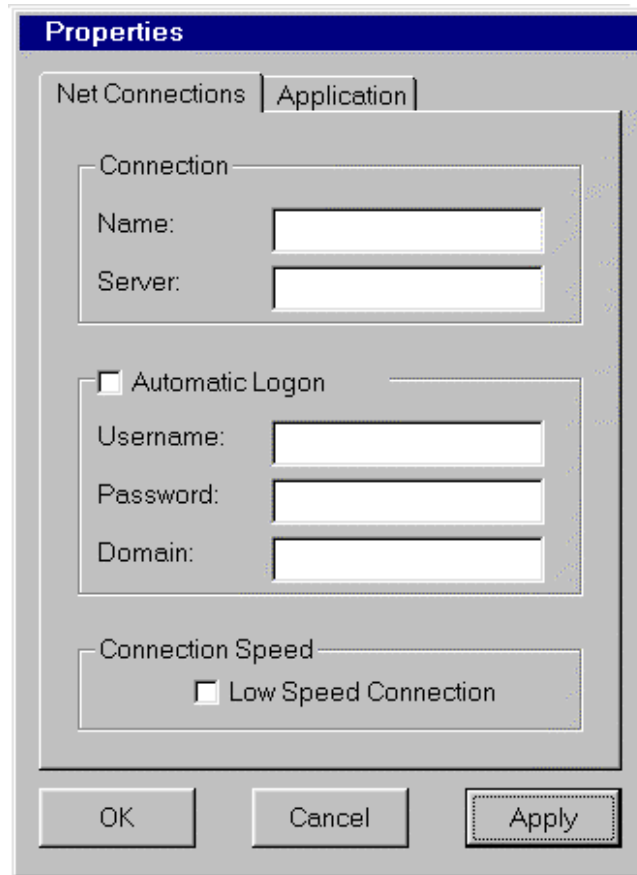 Properties
Net Connections Application
Connection
Name:
Server:
Automatic Logon
Username:
Password:
Domain:
Connection Speed
Low Speed Connection
OK Cancel Apply